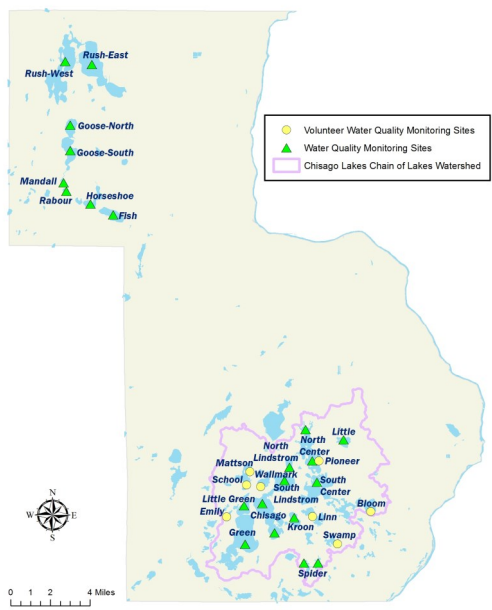 Rush-East
Rush-West
Goose-North
Goose-South
Mandall
Rabour
Horseshoe
Fish
Volunteer Water Quality Monitoring Sites
Water Quality Monitoring Sites
Chisago Lakes Chain of Lakes Watershed
Little
North
Center
North
Lindstrom
Pioneer
Mattson
Wallmark
School
South
Lindstrom
South
Center
Little Green
Emily
Chisago
Bloom
Linn
Kroon
Green
Swamp
Spider
N
W
E
S
0 1 2 4 Miles